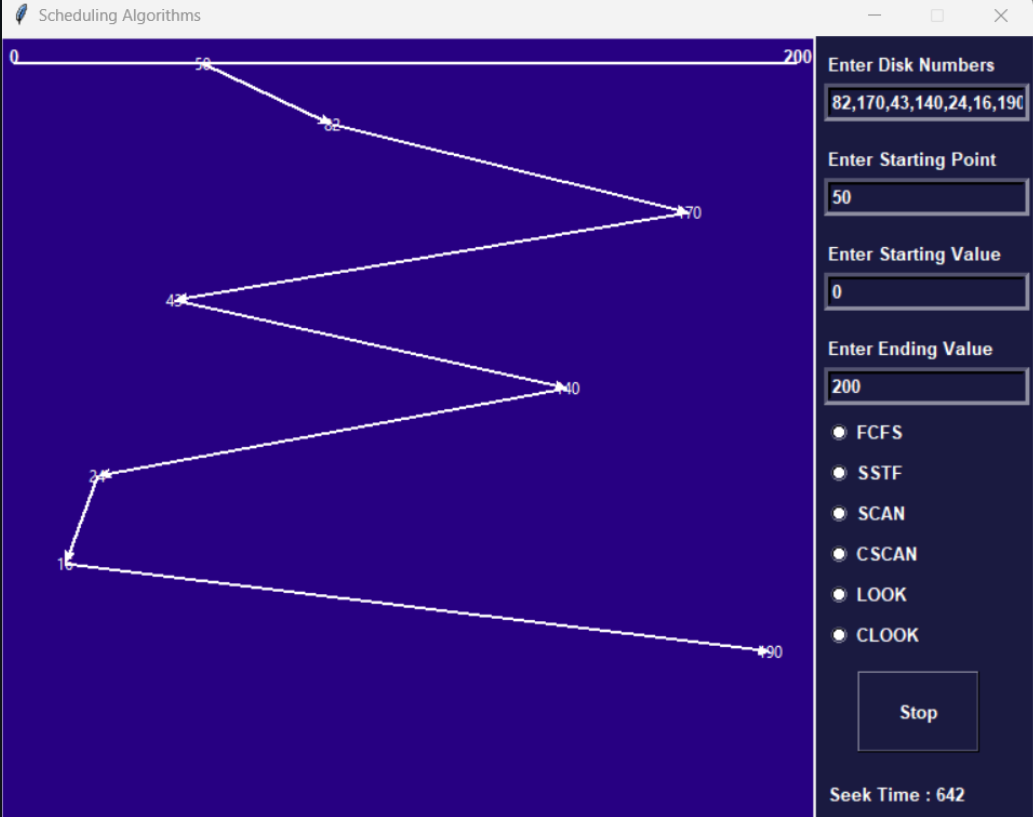 Scheduling Algorithms
0
200
50
82
170
43
140
24
16
190
Enter Disk Numbers
82,170,43,140,24,16,190
Enter Starting Point
50
Enter Starting Value
0
Enter Ending Value
200
FCFS
SSTF
SCAN
CSCAN
LOOK
CLOOK
Stop
Seek Time : 642